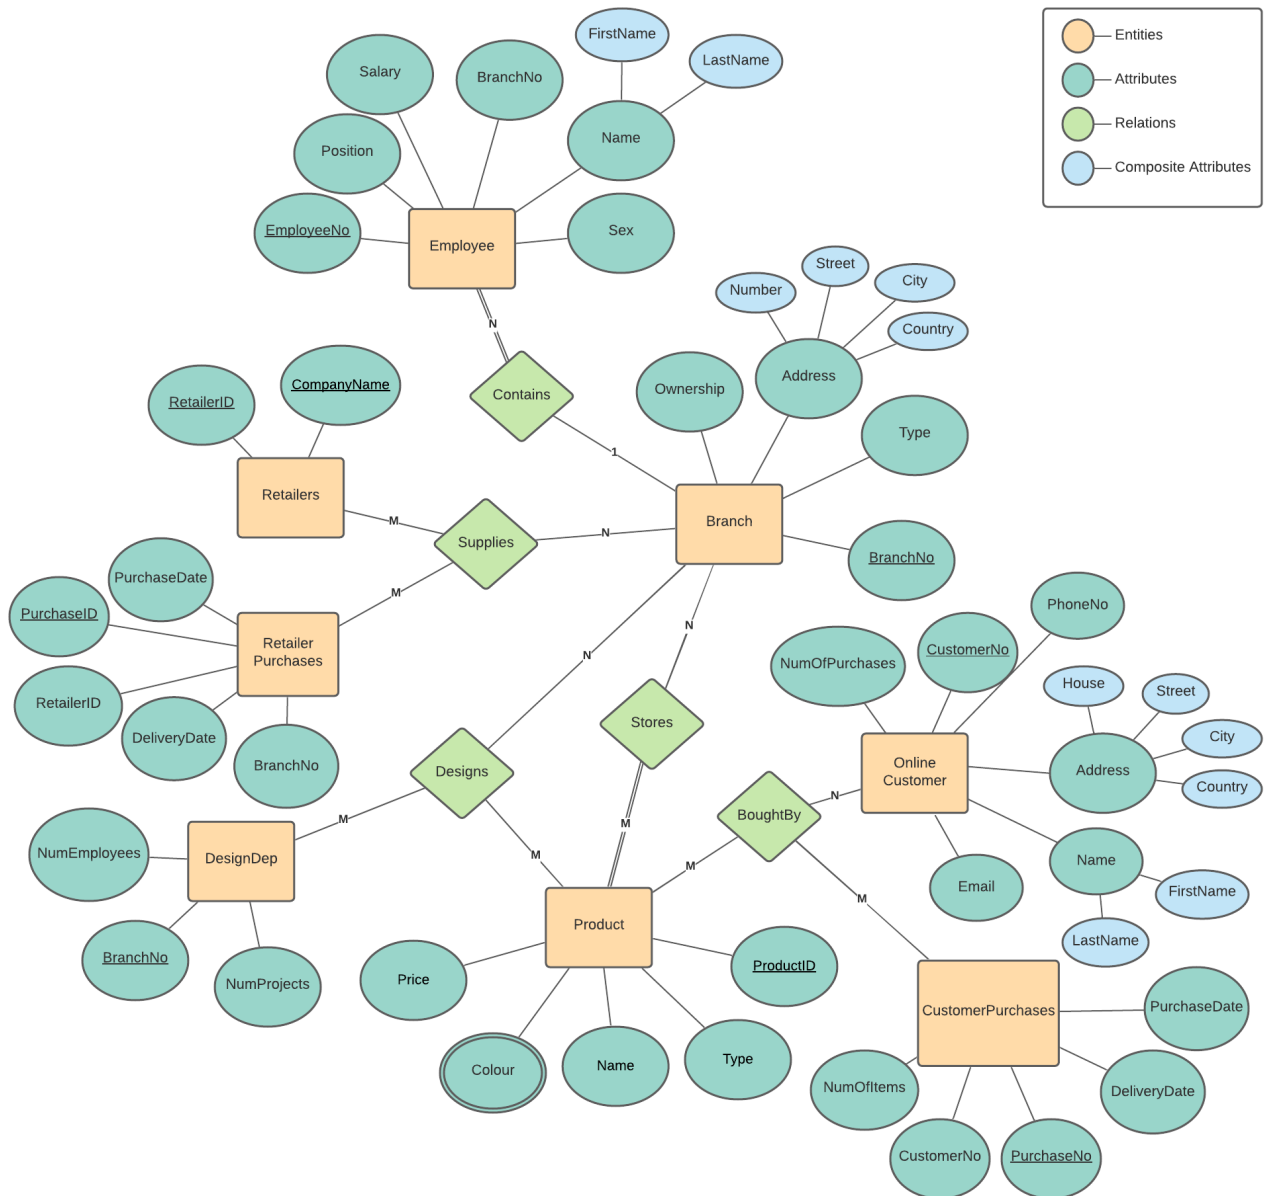 Entities
Attributes
Relations
Composite Attributes
FirstName
LastName
Salary
BranchNo
Name
Position
EmployeeNo
Employee
Sex
N
Contains
1
Number
Street
City
Country
Address
Ownership
Type
Branch
BranchNo
RetailerID
CompanyName
Retailers
M
Supplies
N
M
PurchaseDate
PurchaseID
Retailer
Purchases
RetailerID
DeliveryDate
BranchNo
N
N
Stores
Designs
M
M
M
NumEmployees
DesignDep
BranchNo
NumProjects
Product
Price
Colour
Name
Type
ProductID
BoughtBy
N
M
M
NumOfPurchases
CustomerNo
PhoneNo
Online
Customer
House
Street
City
Country
Address
Name
FirstName
LastName
Email
CustomerPurchases
PurchaseDate
DeliveryDate
NumOfItems
CustomerNo
PurchaseNo